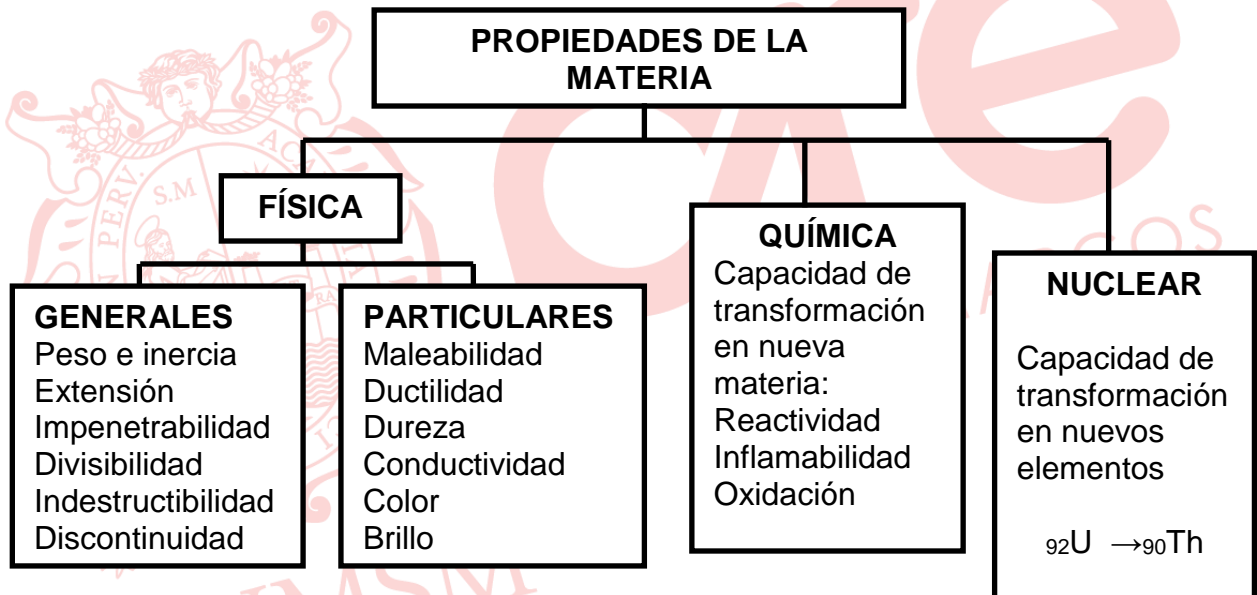 PROPIEDADES DE LA
MATERIA
FÍSICA
GENERALES
Peso e inercia
Extensión
Impenetrabilidad
Divisibilidad
Indestructibilidad
Discontinuidad
PARTICULARES
Maleabilidad
Ductilidad
Dureza
Conductividad
Color
Brillo
QUÍMICA
Capacidad de
transformación
en nueva
materia:
Reactividad
Inflamabilidad
Oxidación
NUCLEAR
Capacidad de
transformación
en nuevos
elementos
₉₂U →₉₀Th
S.M